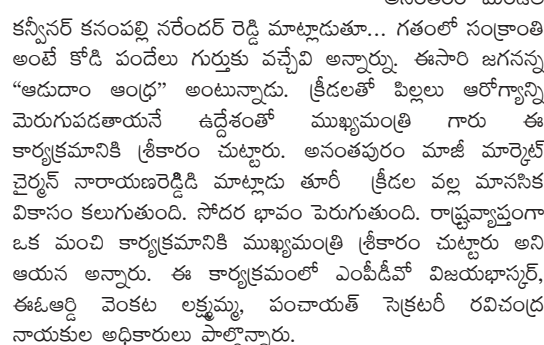 కన్వీనర్ కనంపల్లి నరేందర్ రెడ్డి మాట్లాడుతూ... గతంలో సంక్రాంతి
అంటే కోడి పందేలు గుర్తుకు వచ్చేవి అన్నార్ను. ఈసారి జగనన్న
“ఆడుదాం ఆంధ్ర” అంటున్నాడు. క్రీడలతో పిల్లలు ఆరోగ్యాన్ని
మెరుగుపడతాయనే ఉద్దేశంతో ముఖ్యమంత్రి గారు ఈ
కార్యక్రమానికి శ్రీకారం చుట్టారు. అనంతపురం మాజీ మార్కెట్
చైర్మన్ నారాయణరెడ్డిడి మాట్లాడు తూరీ క్రీడల వల్ల మానసిక
వికాసం కలుగుతుంది. సోదర భావం పెరుగుతుంది. రాష్ట్రవ్యాప్తంగా
ఒక మంచి కార్యక్రమానికి ముఖ్యమంత్రి శ్రీకారం చుట్టారు అని
ఆయన అన్నారు. ఈ కార్యక్రమంలో ఎంపీడీవో విజయభాస్కర్,
ఈఓఆర్డి వెంకట లక్ష్మమ్మ, పంచాయత్ సెక్రటరీ రవిచంద్ర
నాయకుల అధికారులు పాల్గొన్నారు.